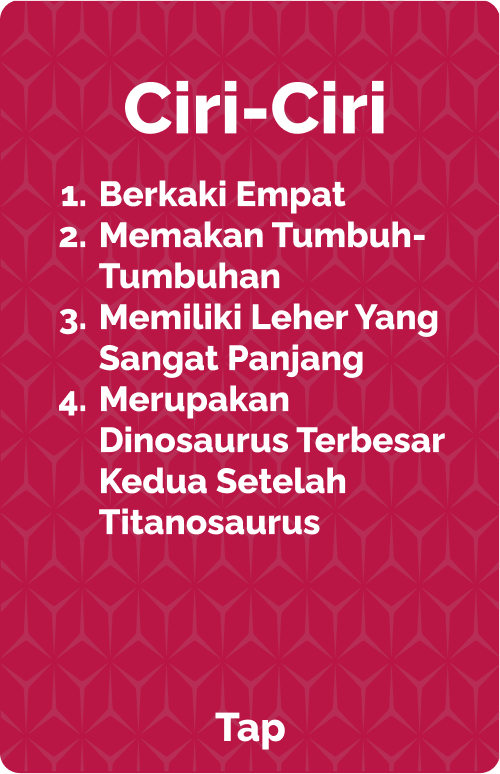 Ciri-Ciri
1. Berkaki Empat
2. Memakan Tumbuh-
Tumbuhan
3. Memiliki Leher Yang
Sangat Panjang
4. Merupakan
Dinosaurus Terbesar
Kedua Setelah
Titanosaurus
Tap